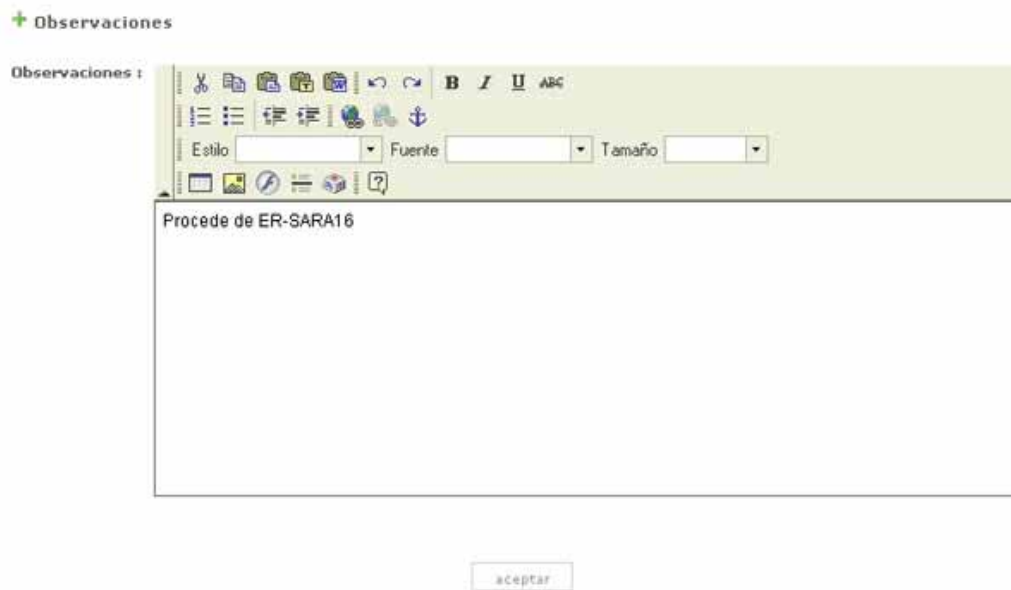 Observaciones
Observaciones :
B I U ABC
Estilo Fuente Tamaño
Procede de ER-SARA16
aceptar